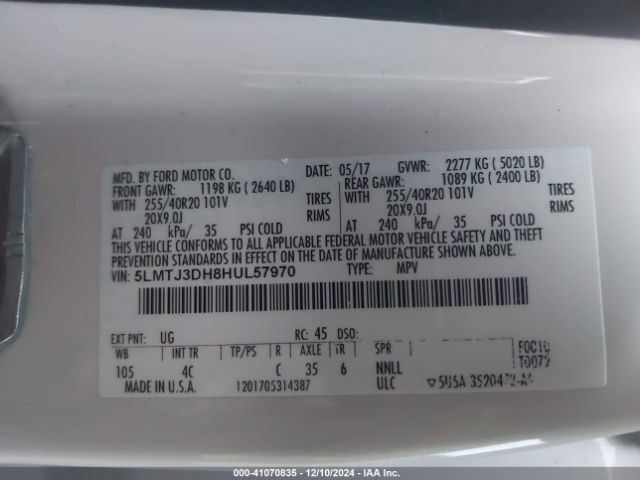 MFD. BY FORD MOTOR CO. DATE: 05/17 GVWR: 2277 KG ( 5020 LB)
FRONT GAWR: 1198 KG ( 2640 LB) REAR GAWR: 1089 KG ( 2400 LB)
WITH 255/40R20 101V TIRES WITH 255/40R20 101V TIRES
20X9.0J RIMS 20X9.0J RIMS
AT 240 kPa/ 35 PSI COLD AT 240 kPa/ 35 PSI COLD
THIS VEHICLE CONFORMS TO ALL APPLICABLE FEDERAL MOTOR VEHICLE SAFETY AND THEFT
PREVENTION STANDARDS IN EFFECT ON THE DATE OF MANUFACTURE SHOWN ABOVE.
VIN: 5LMTJ3DH8HUL57970 TYPE: MPV
EXT PNT: UG RC: 45 DSO:
WB INT TR TP/PS R AXLE TR SPR
105 4C C 35 6 NNLL
MADE IN U.S.A. 1201705314387 ULC
000-41070835 - 12/10/2024 - IAA Inc.